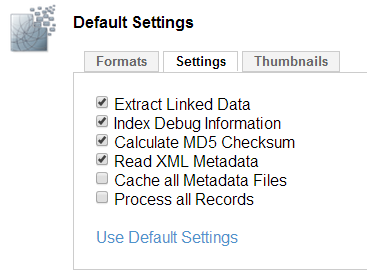 Default Settings
Formats Settings Thumbnails
Extract Linked Data
Index Debug Information
Calculate MD5 Checksum
Read XML Metadata
Cache all Metadata Files
Process all Records
Use Default Settings